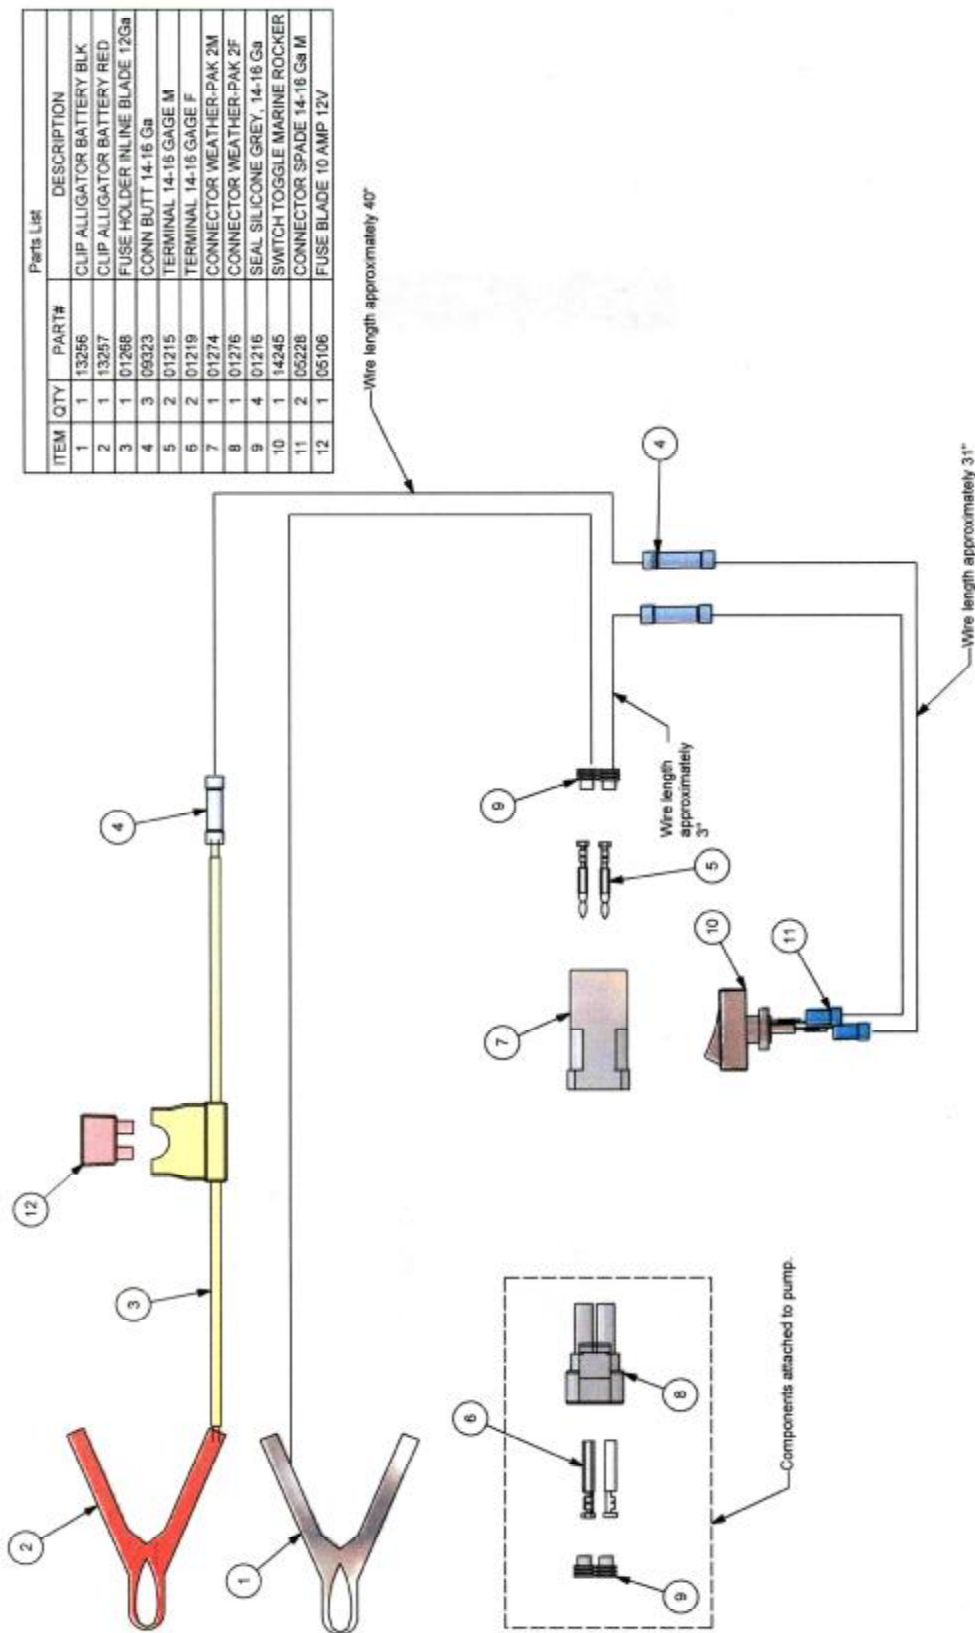 Parts List
ITEM QTY PART# DESCRIPTION
1 1 13256 CLIP ALLIGATOR BATTERY BLK
2 1 13257 CLIP ALLIGATOR BATTERY RED
3 1 01268 FUSE HOLDER INLINE BLADE 12Ga
4 3 09323 CONN BUTT 14-16 Ga
5 2 01215 TERMINAL 14-16 GAGE M
6 2 01219 TERMINAL 14-16 GAGE F
7 1 01274 CONNECTOR WEATHER-PAK 2M
8 1 01276 CONNECTOR WEATHER-PAK 2F
9 4 01216 SEAL SILICONE GREY, 14-16 Ga
10 1 14245 SWITCH TOGGLE MARINE ROCKER
11 2 05228 CONNECTOR SPADE 14-16 Ga M
12 1 05106 FUSE BLADE 10 AMP 12V
2
3
12
4
1
Wire length approximately 40"
9
6
8
Components attached to pump.
7
9
5
Wire length
approximately
3"
4
10
11
Wire length approximately 31"